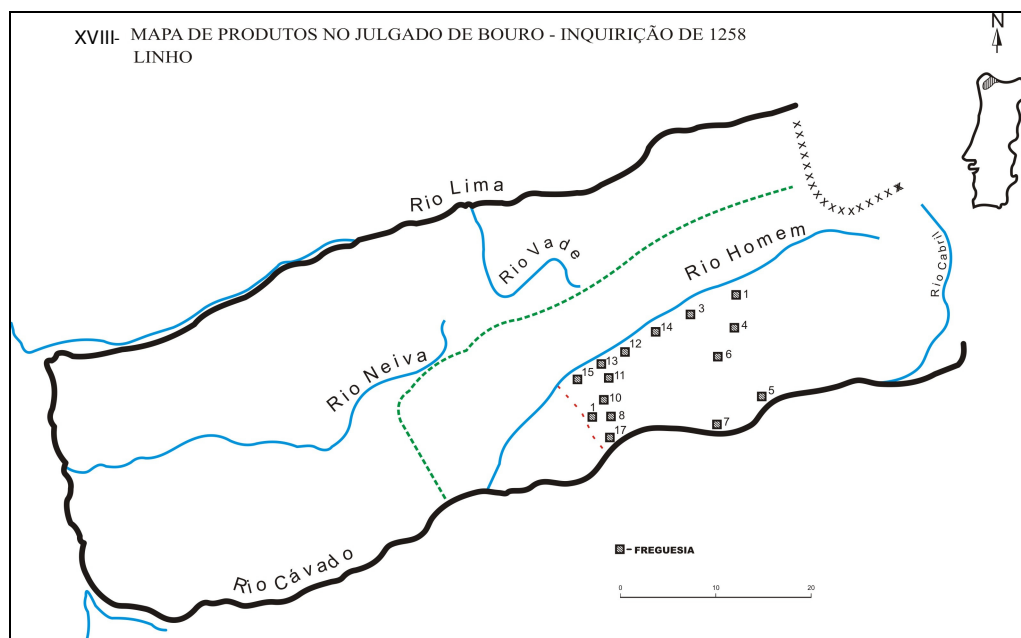 XVIII- MAPA DE PRODUTOS NO JULGADO DE BOURO - INQUIRIÇÃO DE 1258
LINHO
N
Rio Lima
Rio Vade
Rio Homem
Rio Cabril
Rio Neiva
1
3
14
4
12
6
13
11
15
10
5
1
8
7
17
Rio Cávado
- FREGUESIA
0 10 20